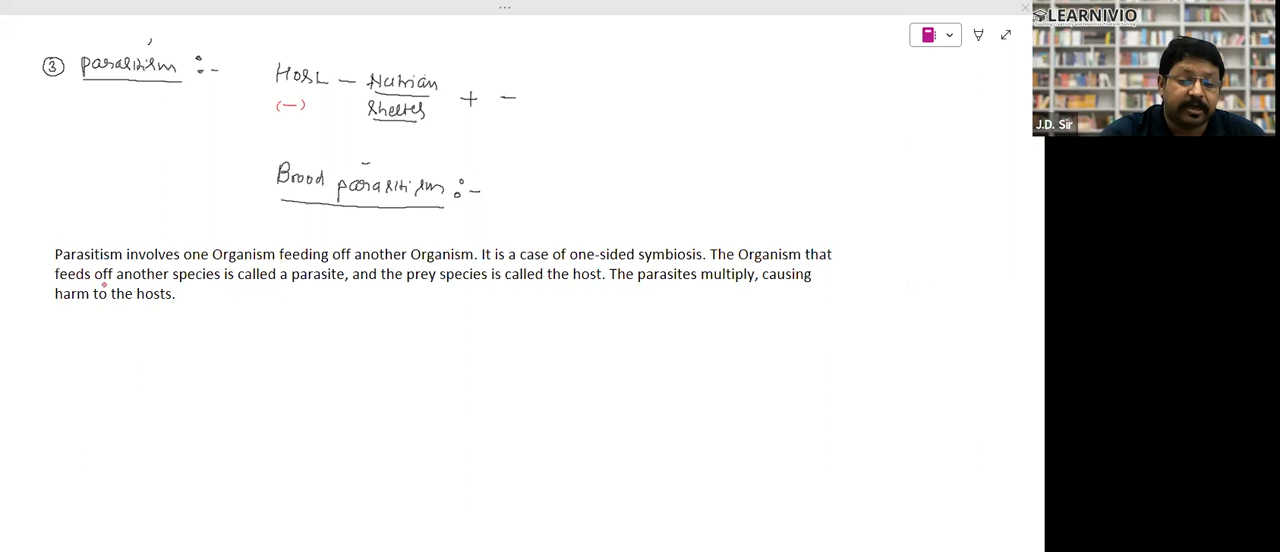 LEARNIVIO
③ parasitism :-
Host – Nutrian
(–) Shelter + –
J.D. Sir
Brood parasitism :-
Parasitism involves one Organism feeding off another Organism. It is a case of one-sided symbiosis. The Organism that
feeds off another species is called a parasite, and the prey species is called the host. The parasites multiply, causing
harm to the hosts.